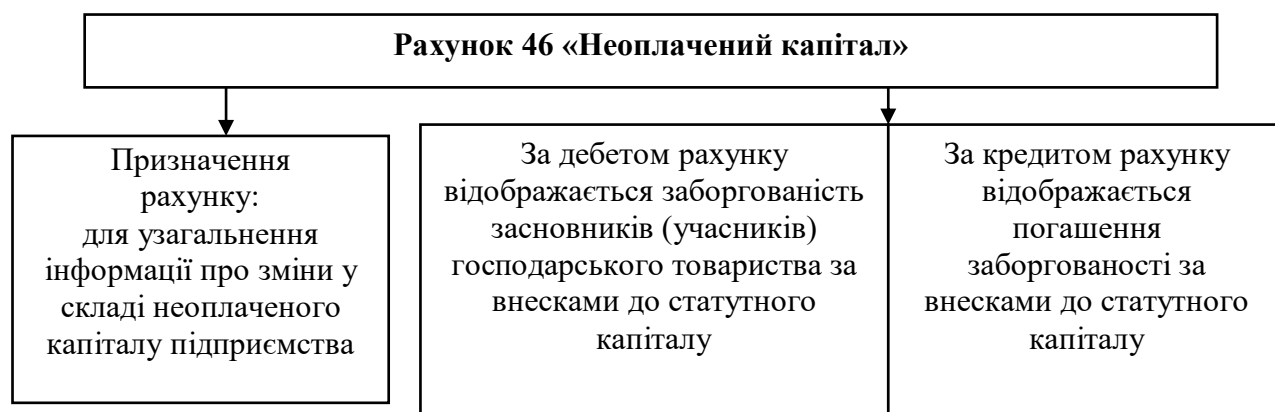 Рахунок 46 «Неоплачений капітал»
Призначення
рахунку:
для узагальнення
інформації про зміни у
складі неоплаченого
капіталу підприємства
За дебетом рахунку
відображається заборгованість
засновників (учасників)
господарського товариства за
внесками до статутного
капіталу
За кредитом рахунку
відображається
погашення
заборгованості за
внесками до статутного
капіталу